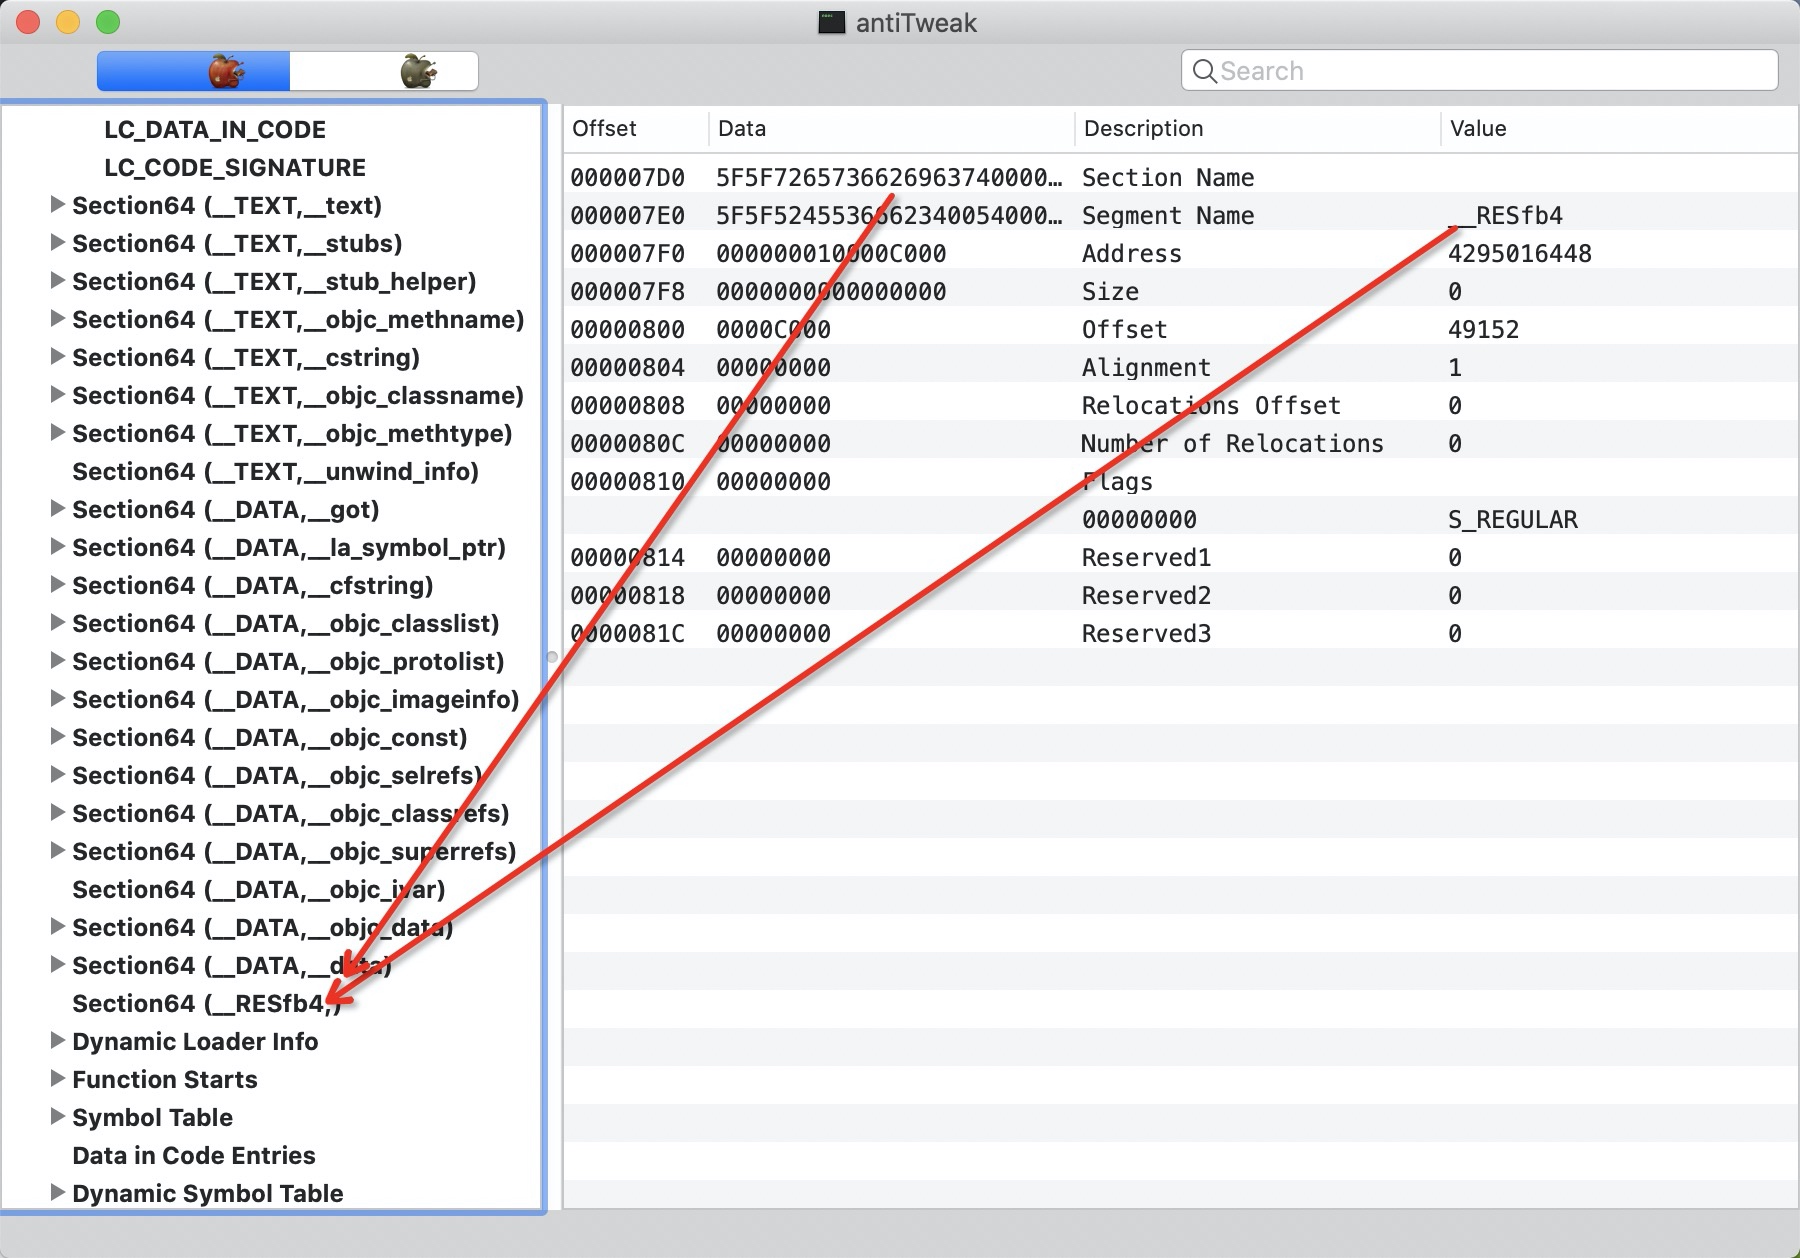 antiTweak
Search
LC_DATA_IN_CODE
LC_CODE_SIGNATURE
Section64 (__TEXT,__text)
Section64 (__TEXT,__stubs)
Section64 (__TEXT,__stub_helper)
Section64 (__TEXT,__objc_methname)
Section64 (__TEXT,__cstring)
Section64 (__TEXT,__objc_classname)
Section64 (__TEXT,__objc_methtype)
Section64 (__TEXT,__unwind_info)
Section64 (__DATA,__got)
Section64 (__DATA,__la_symbol_ptr)
Section64 (__DATA,__cfstring)
Section64 (__DATA,__objc_classlist)
Section64 (__DATA,__objc_protolist)
Section64 (__DATA,__objc_imageinfo)
Section64 (__DATA,__objc_const)
Section64 (__DATA,__objc_selrefs)
Section64 (__DATA,__objc_classrefs)
Section64 (__DATA,__objc_superrefs)
Section64 (__DATA,__objc_ivar)
Section64 (__DATA,__objc_data)
Section64 (__DATA,__data)
Section64 (__RESfb4,)
Dynamic Loader Info
Function Starts
Symbol Table
Data in Code Entries
Dynamic Symbol Table
Offset Data Description Value
000007D0 5F5F7265736626963740000… Section Name
000007E0 5F5F5245536662340054000… Segment Name __RESfb4
000007F0 000000010000C000 Address 4295016448
000007F8 0000000000000000 Size 0
00000800 0000C000 Offset 49152
00000804 00000000 Alignment 1
00000808 00000000 Relocations Offset 0
0000080C 00000000 Number of Relocations 0
00000810 00000000 Flags
00000000 S_REGULAR
00000814 00000000 Reserved1 0
00000818 00000000 Reserved2 0
0000081C 00000000 Reserved3 0